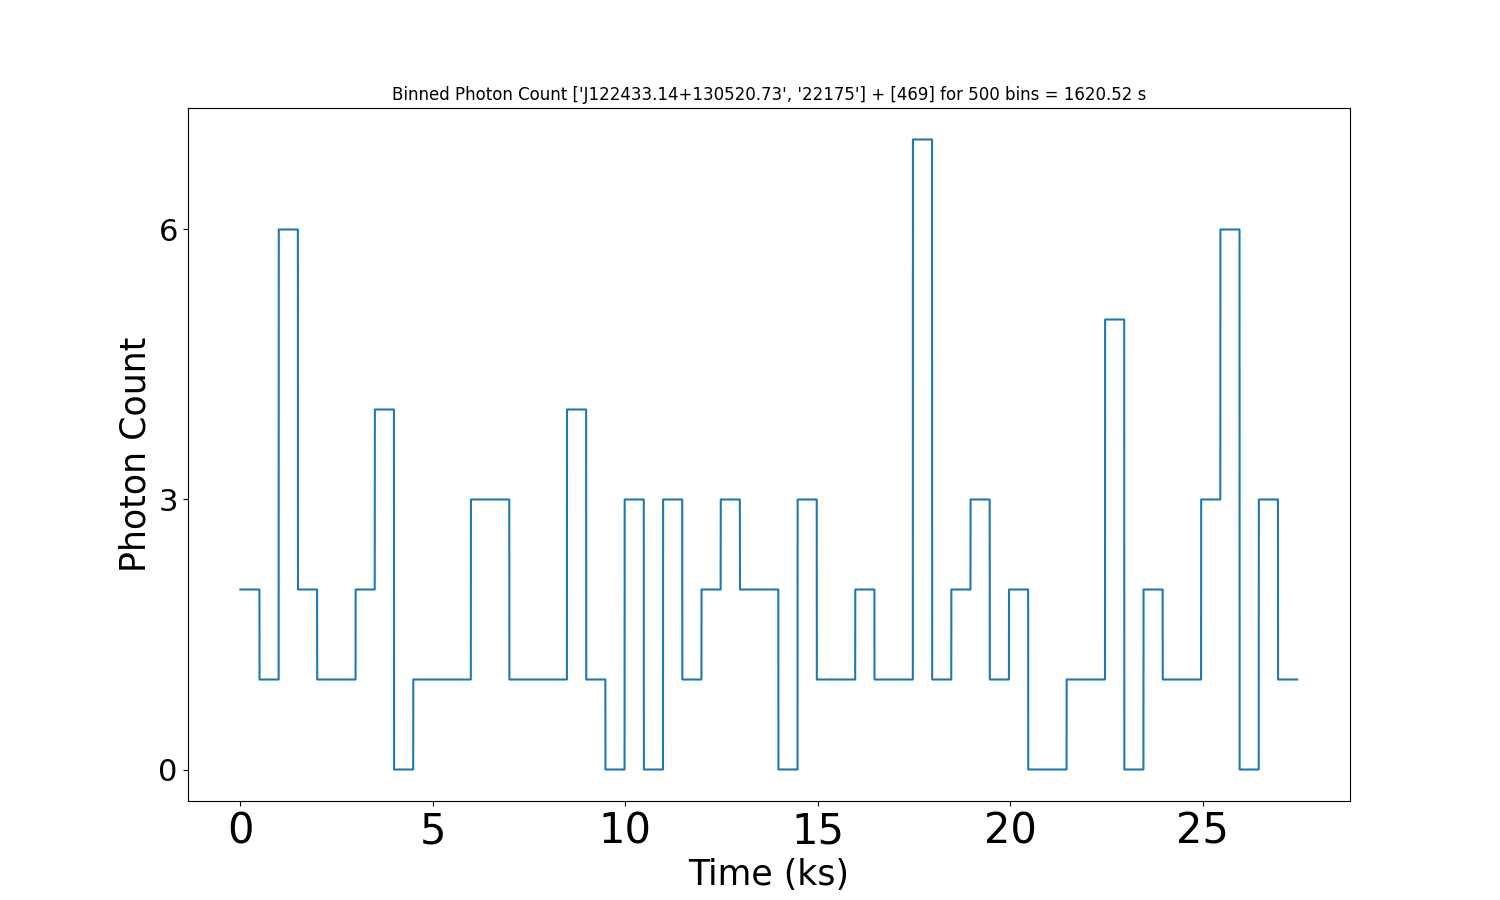 Binned Photon Count ['J122433.14+130520.73', '22175'] + [469] for 500 bins = 1620.52 s
6
3
0
Photon Count
0 5 10 15 20 25
Time (ks)